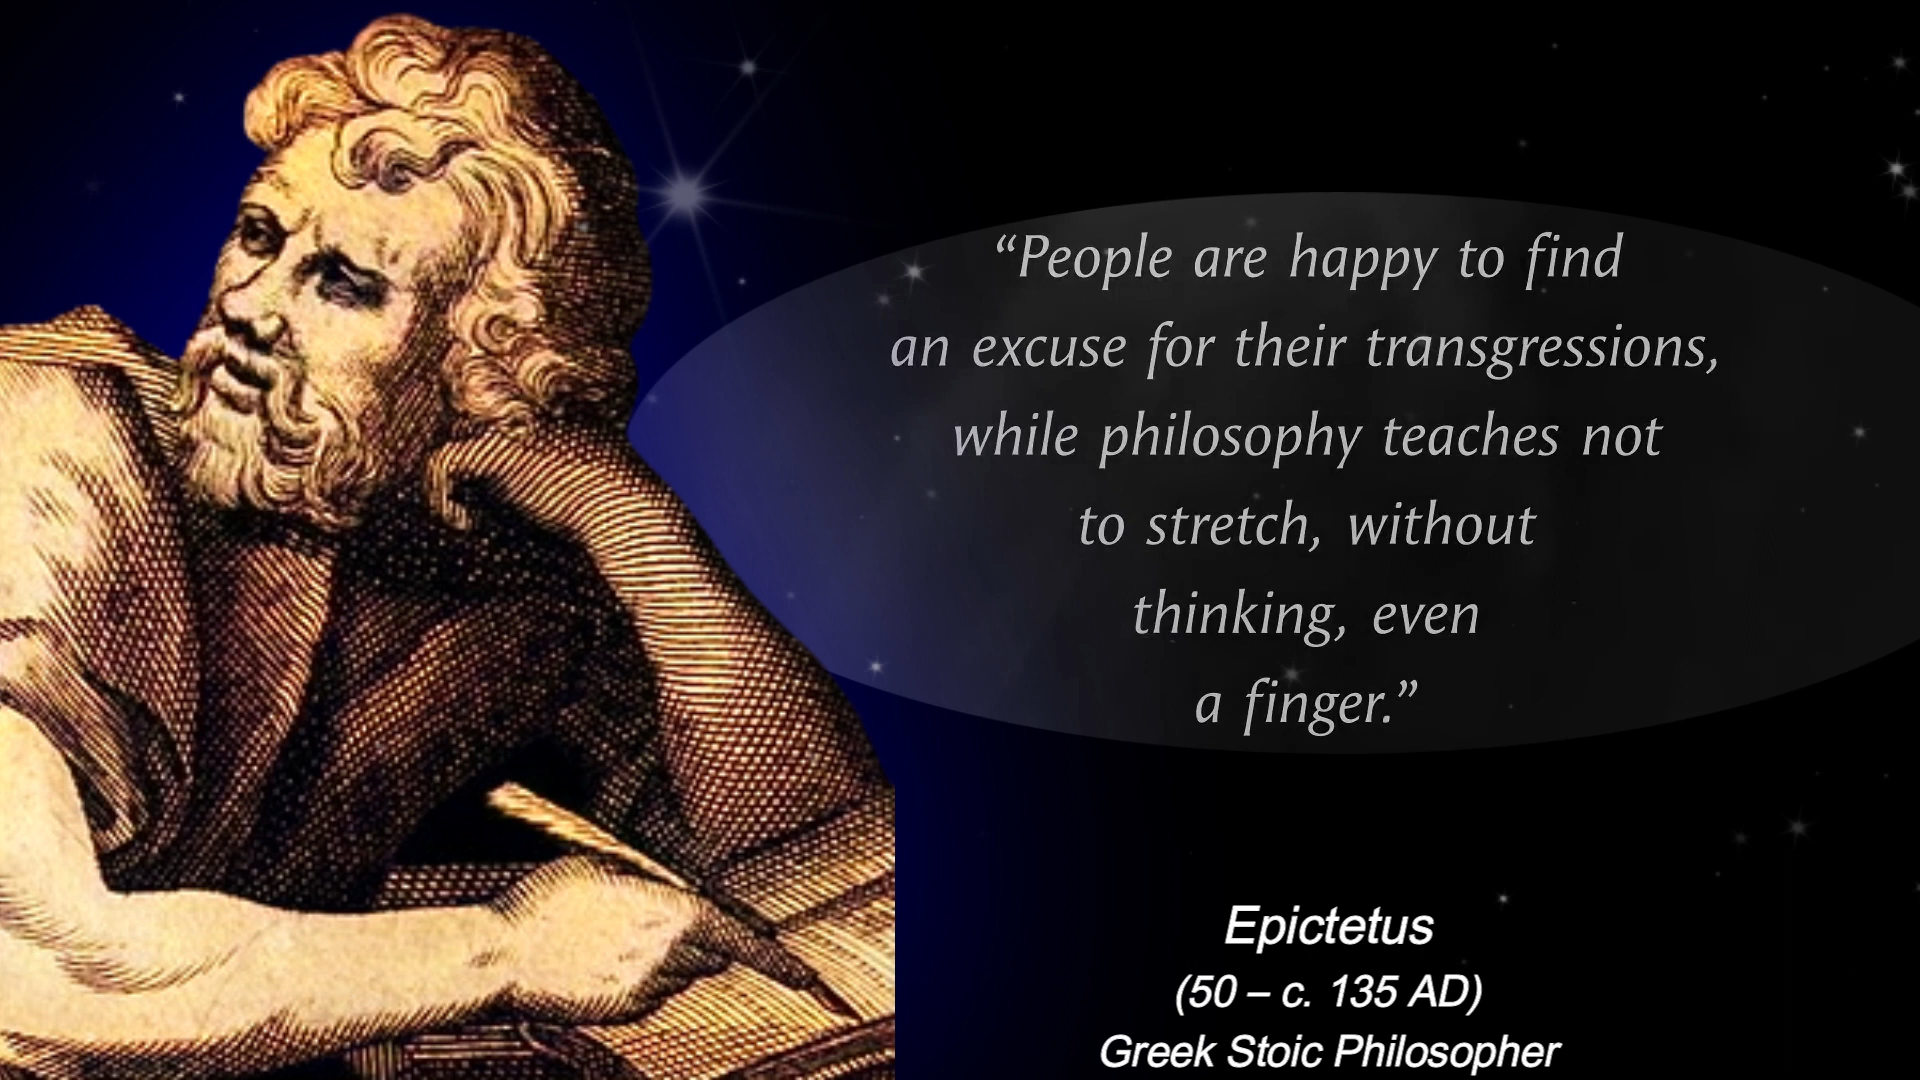 “People are happy to find
an excuse for their transgressions,
while philosophy teaches not
to stretch, without
thinking, even
a finger.”
Epictetus
(50 – c. 135 AD)
Greek Stoic Philosopher